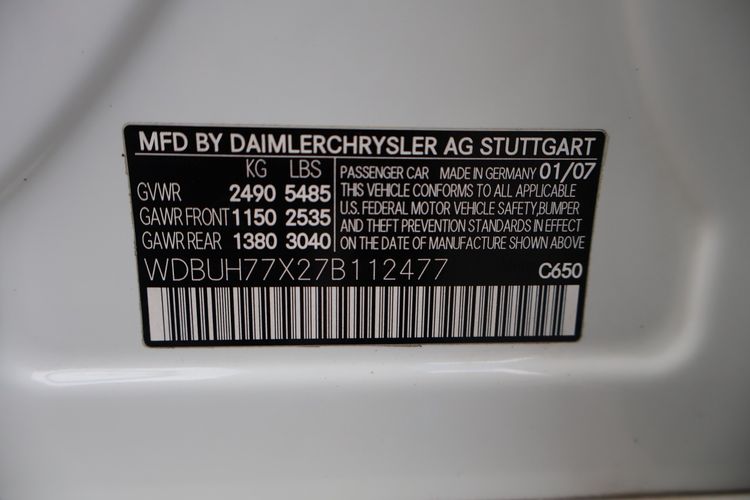 MFD BY DAIMLERCHRYSLER AG STUTTGART
KG LBS
GVWR 2490 5485
GAWR FRONT 1150 2535
GAWR REAR 1380 3040
PASSENGER CAR MADE IN GERMANY 01/07
THIS VEHICLE CONFORMS TO ALL APPLICABLE
U.S. FEDERAL MOTOR VEHICLE SAFETY,BUMPER
AND THEFT PREVENTION STANDARDS IN EFFECT
ON THE DATE OF MANUFACTURE SHOWN ABOVE
WDBUH77X27B112477 C650